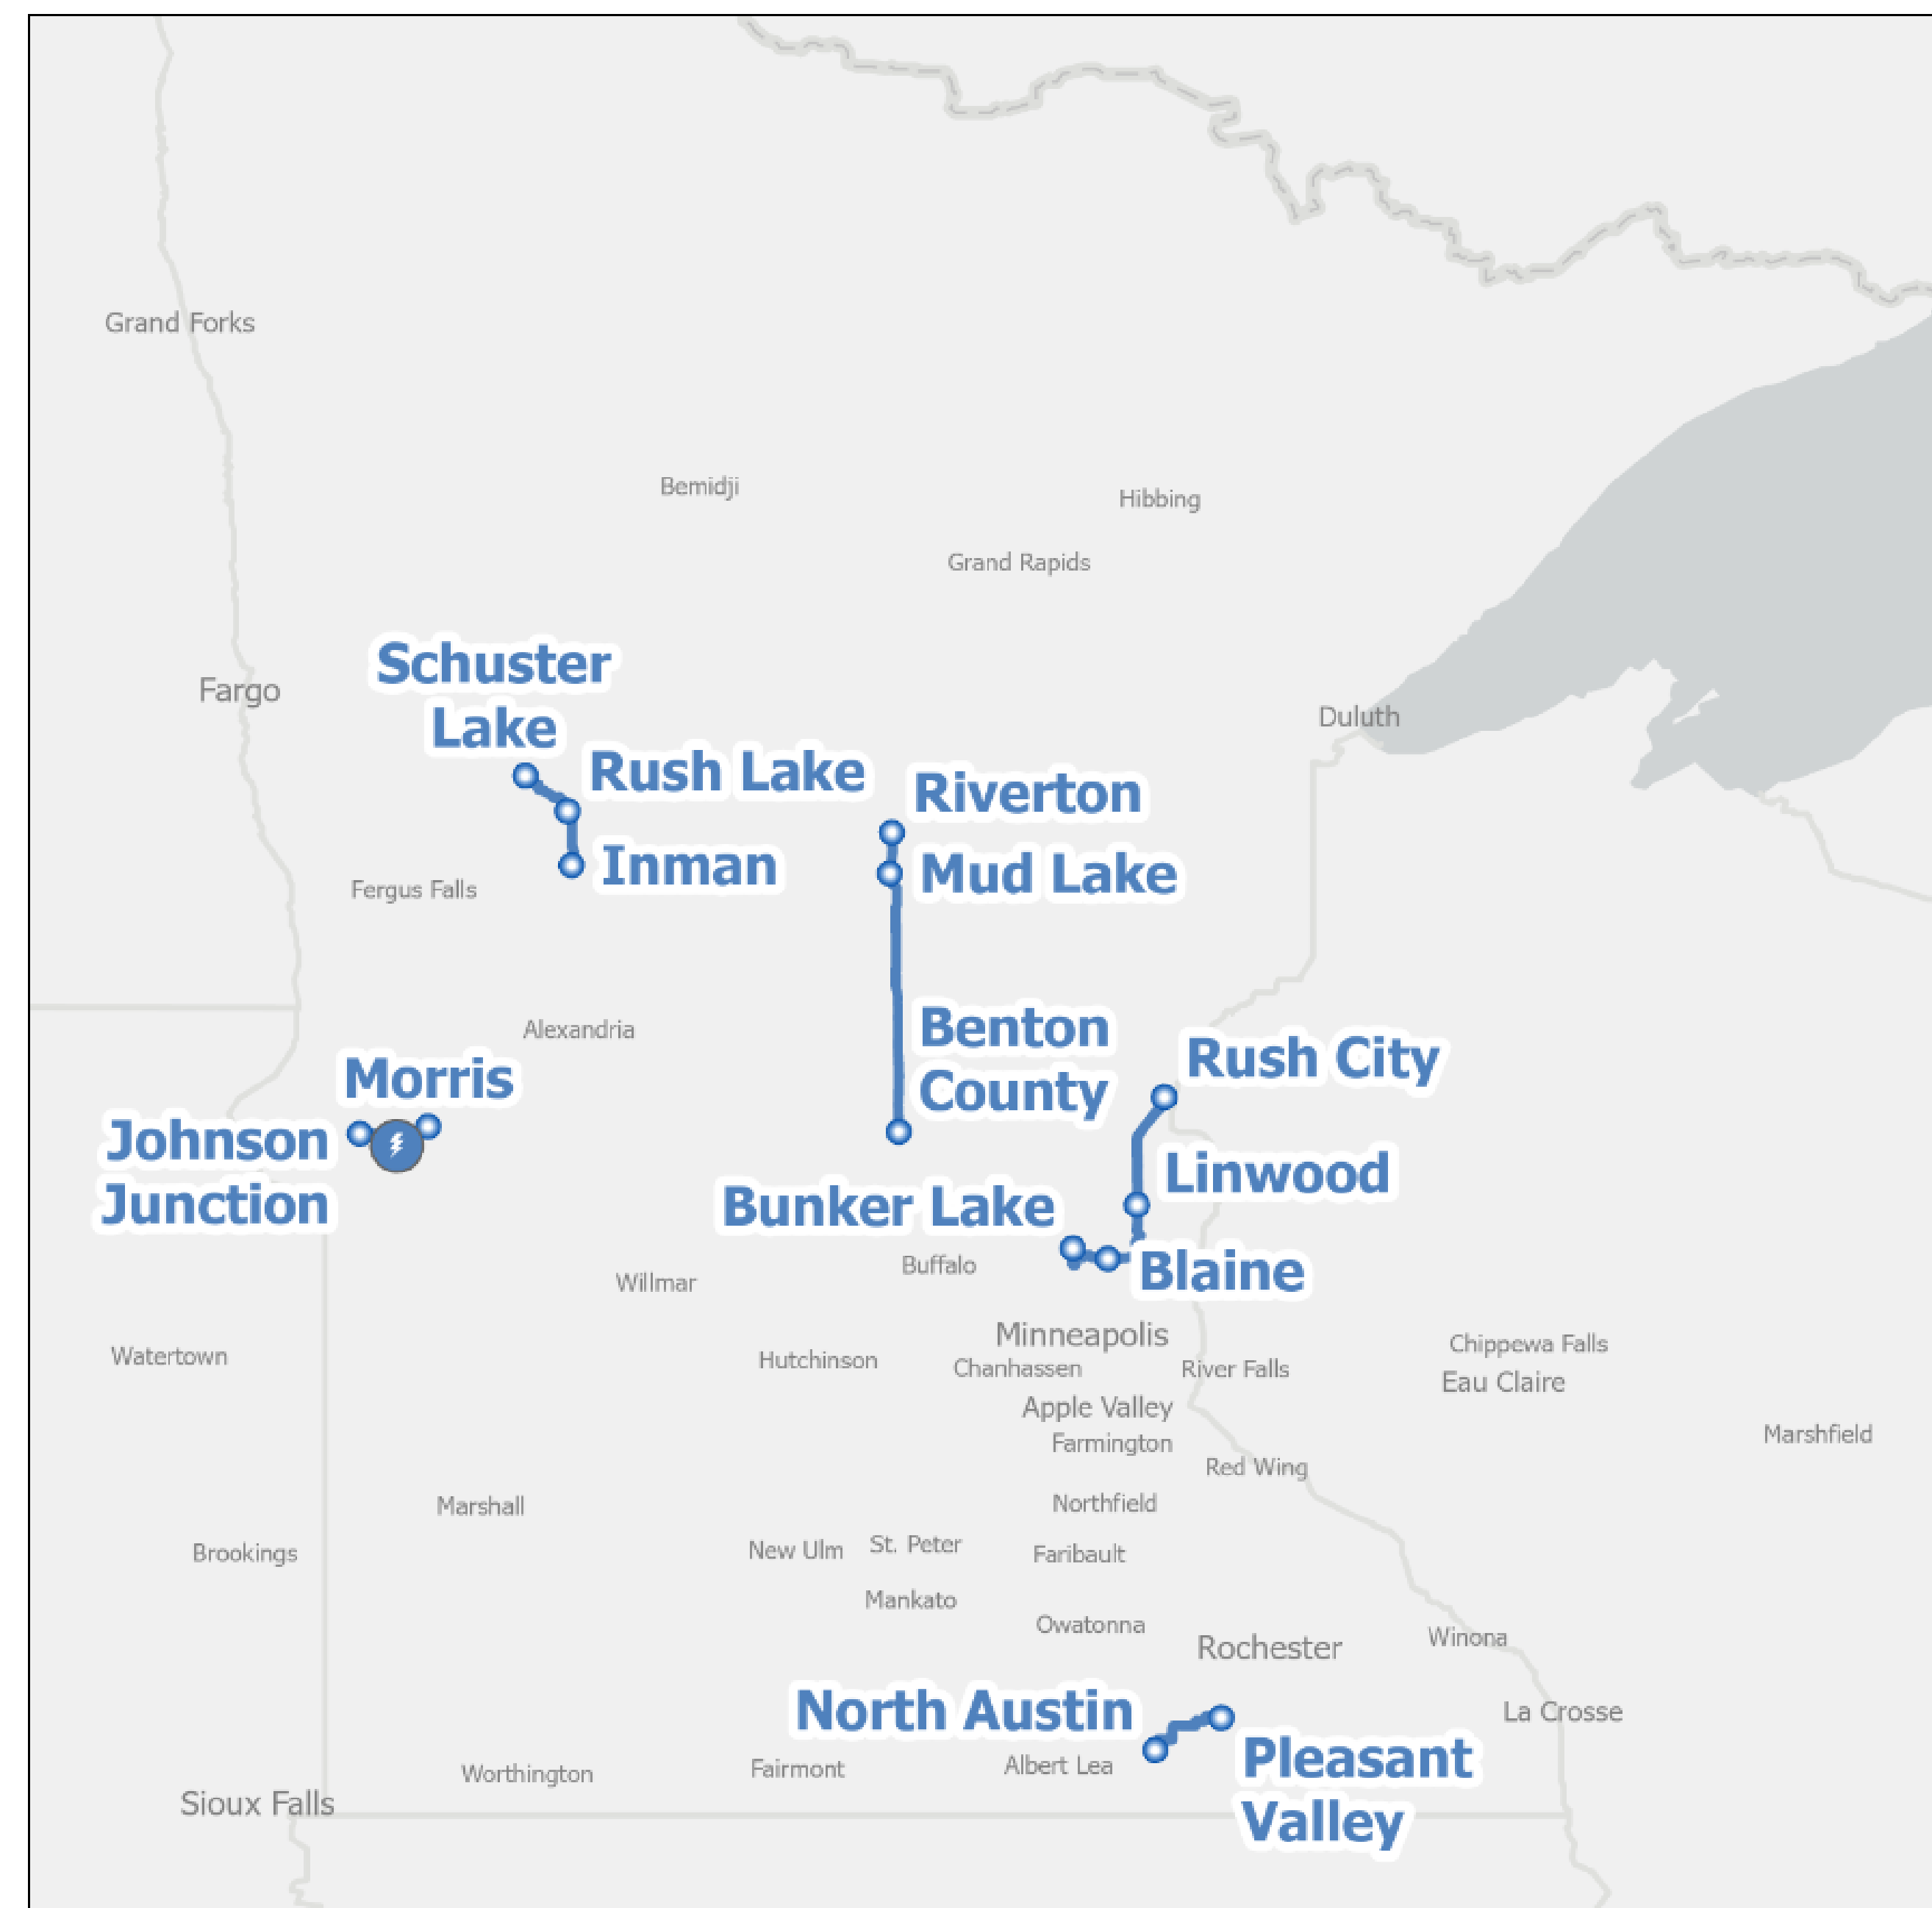 Grand Forks
Bemidji
Hibbing
Grand Rapids
Schuster
Lake
Fargo
Duluth
Rush Lake
Riverton
Inman
Mud Lake
Fergus Falls
Alexandria
Benton
County
Rush City
Morris
Johnson
Junction
Linwood
Bunker Lake
Buffalo
Blaine
Willmar
Minneapolis
Watertown
Hutchinson
Chanhassen
River Falls
Chippewa Falls
Eau Claire
Apple Valley
Farmington
Marshfield
Red Wing
Marshall
Northfield
Brookings
New Ulm
St. Peter
Faribault
Mankato
Owatonna
Rochester
Winona
North Austin
La Crosse
Pleasant
Valley
Worthington
Fairmont
Albert Lea
Sioux Falls